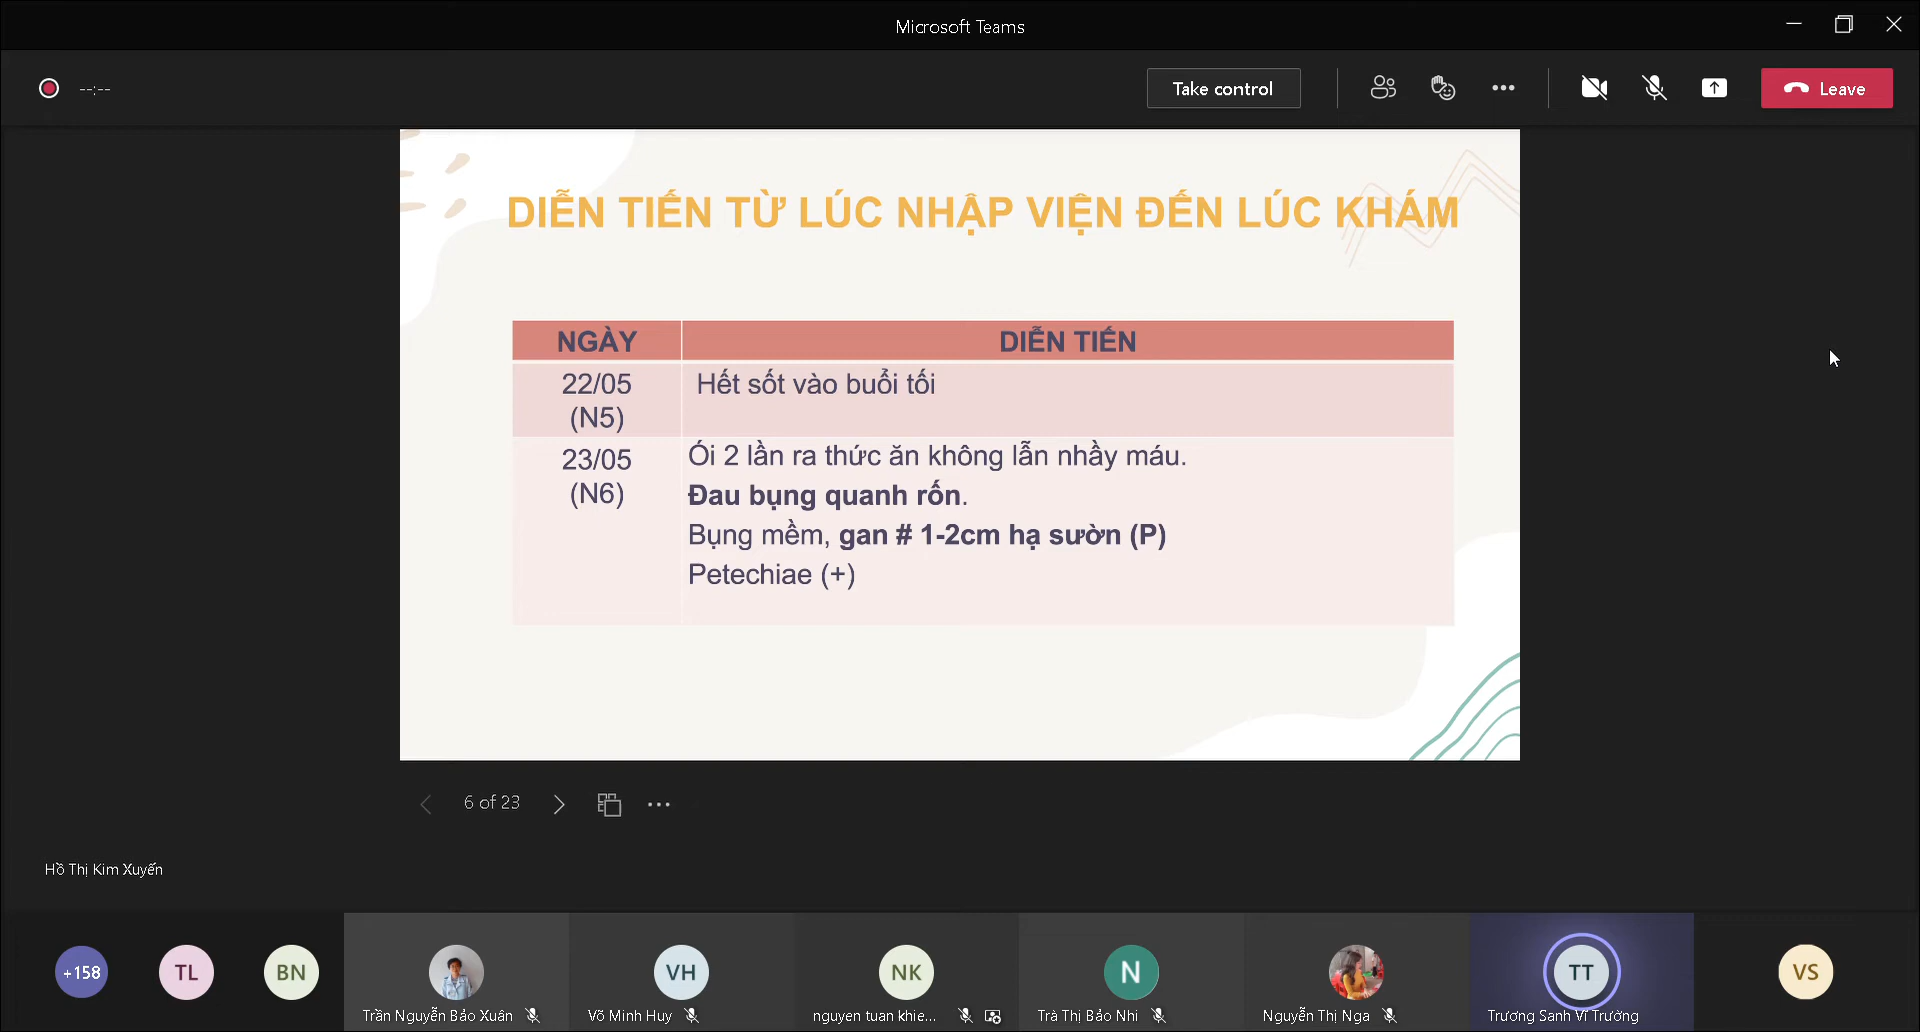 Microsoft Teams
--:--
Take control
Leave
DIỄN TIẾN TỪ LÚC NHẬP VIỆN ĐẾN LÚC KHÁM
NGÀY
DIỄN TIẾN
22/05
(N5)
Hết sốt vào buổi tối
23/05
(N6)
Ói 2 lần ra thức ăn không lẫn nhầy máu.
Đau bụng quanh rốn.
Bụng mềm, gan # 1-2cm hạ sườn (P)
Petechiae (+)
6 of 23
Hồ Thị Kim Xuyến
+158
TL
BN
Trần Nguyễn Bảo Xuân
VH
Võ Minh Huy
NK
nguyen tuan khie...
N
Trà Thị Bảo Nhi
Nguyễn Thị Nga
TT
Trương Sanh Vĩ Trường
VS